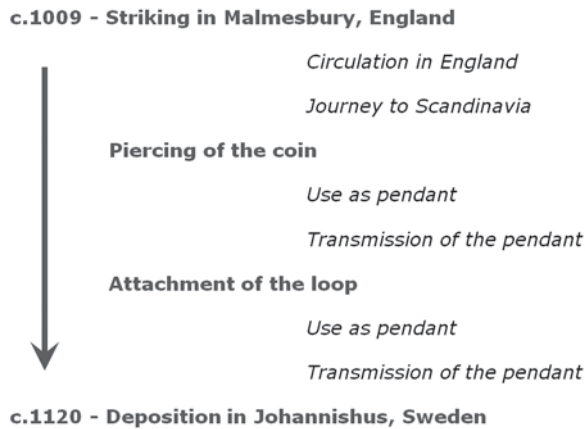 c.1009 - Striking in Malmesbury, England
Circulation in England
Journey to Scandinavia
Piercing of the coin
Use as pendant
Transmission of the pendant
Attachment of the loop
Use as pendant
Transmission of the pendant
c.1120 - Deposition in Johannishus, Sweden